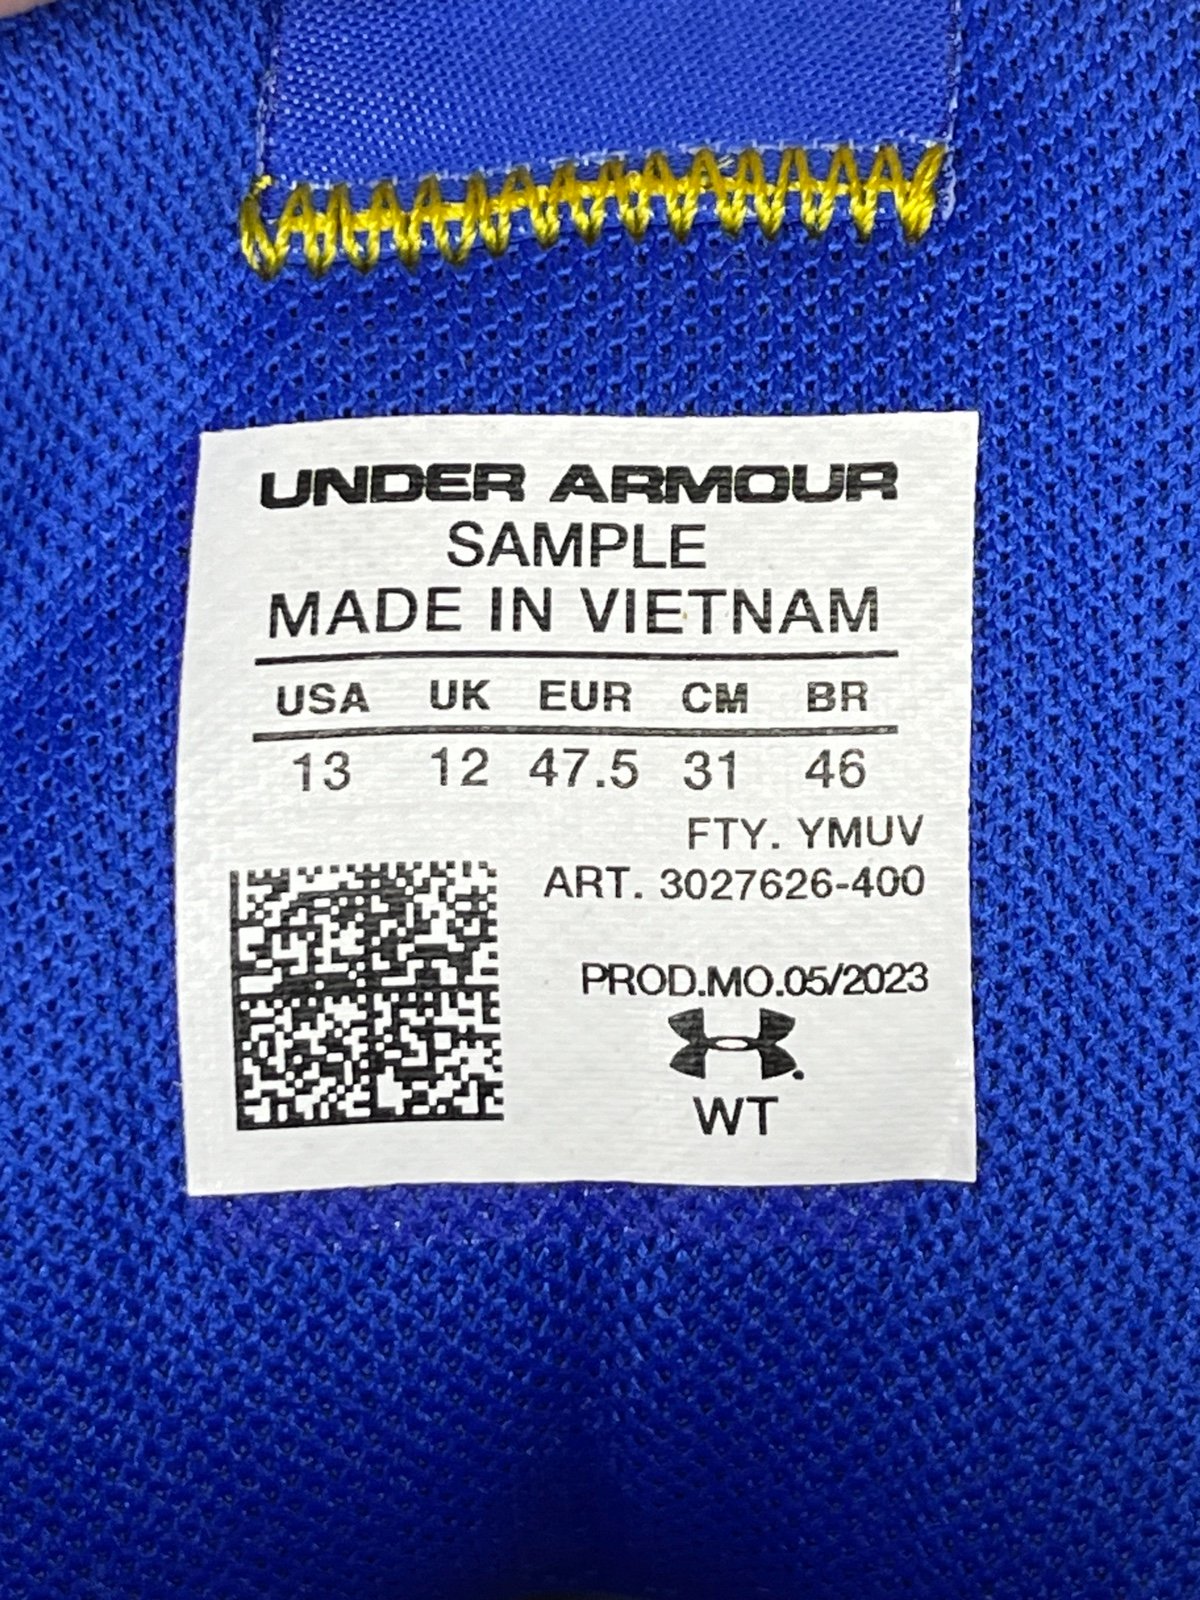 UNDER ARMOUR
SAMPLE
MADE IN VIETNAM
USA UK EUR CM BR
13 12 47.5 31 46
FTY. YMUV
ART. 3027626-400
PROD.MO.05/2023
WT